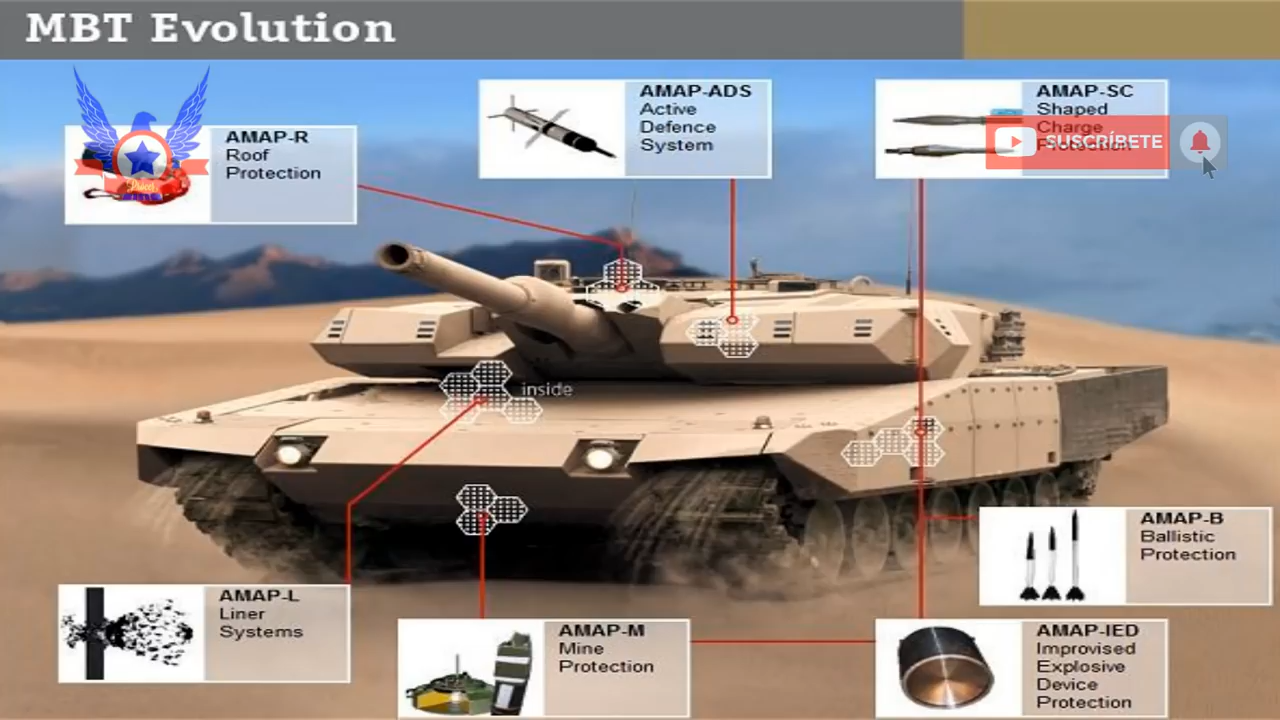 MBT Evolution
AMAP-R
Roof
Protection
AMAP-ADS
Active
Defence
System
AMAP-SC
Shaped
Charge
Protection
SUSCRÍBETE
inside
AMAP-B
Ballistic
Protection
AMAP-L
Liner
Systems
AMAP-M
Mine
Protection
AMAP-IED
Improvised
Explosive
Device
Protection